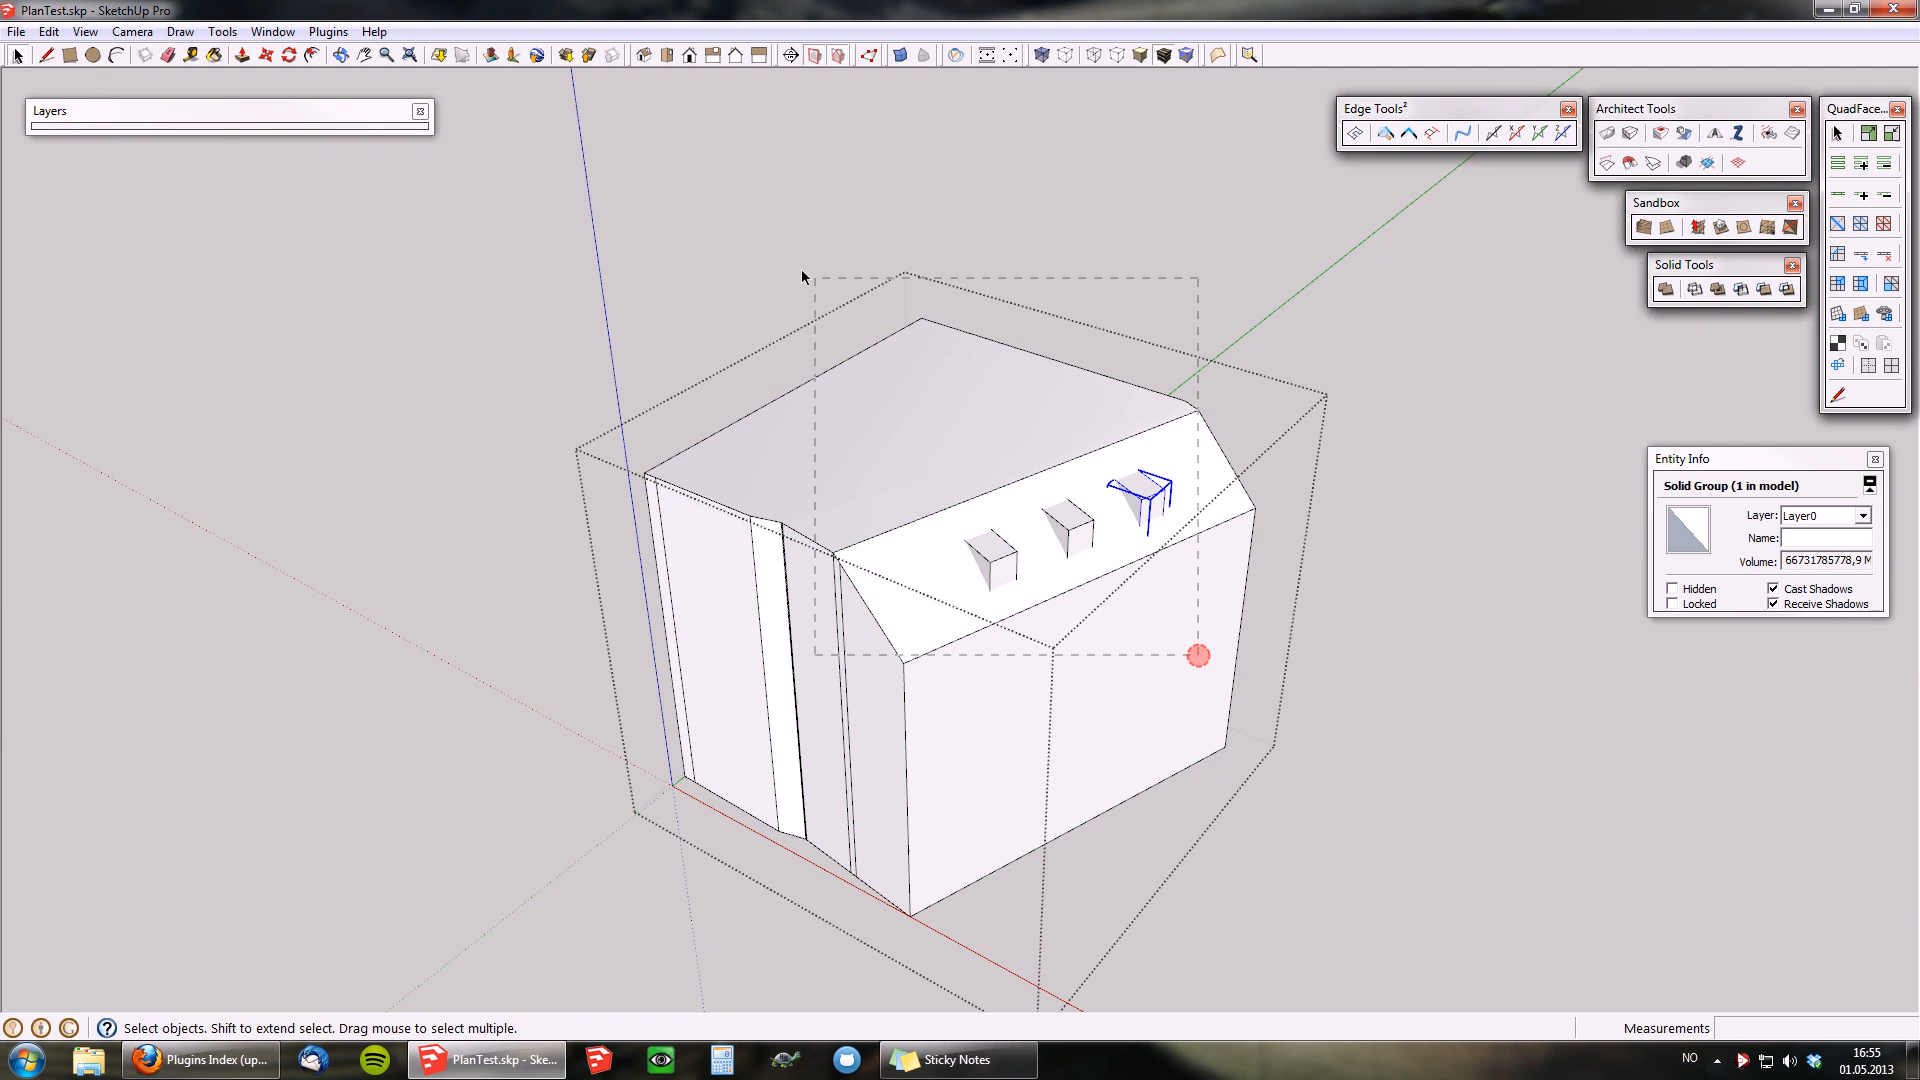 PlanTest.skp - SketchUp Pro
File Edit View Camera Draw Tools Window Plugins Help
Layers
Edge Tools²
Architect Tools
QuadFace...
Sandbox
Solid Tools
Entity Info
Solid Group (1 in model)
Layer: Layer0
Name:
Volume: 66731785778,9 M
Hidden Cast Shadows
Locked Receive Shadows
Select objects. Shift to extend select. Drag mouse to select multiple.
Measurements
Plugins Index (up...
PlanTest.skp - Ske...
Sticky Notes
NO
16:55
01.05.2013